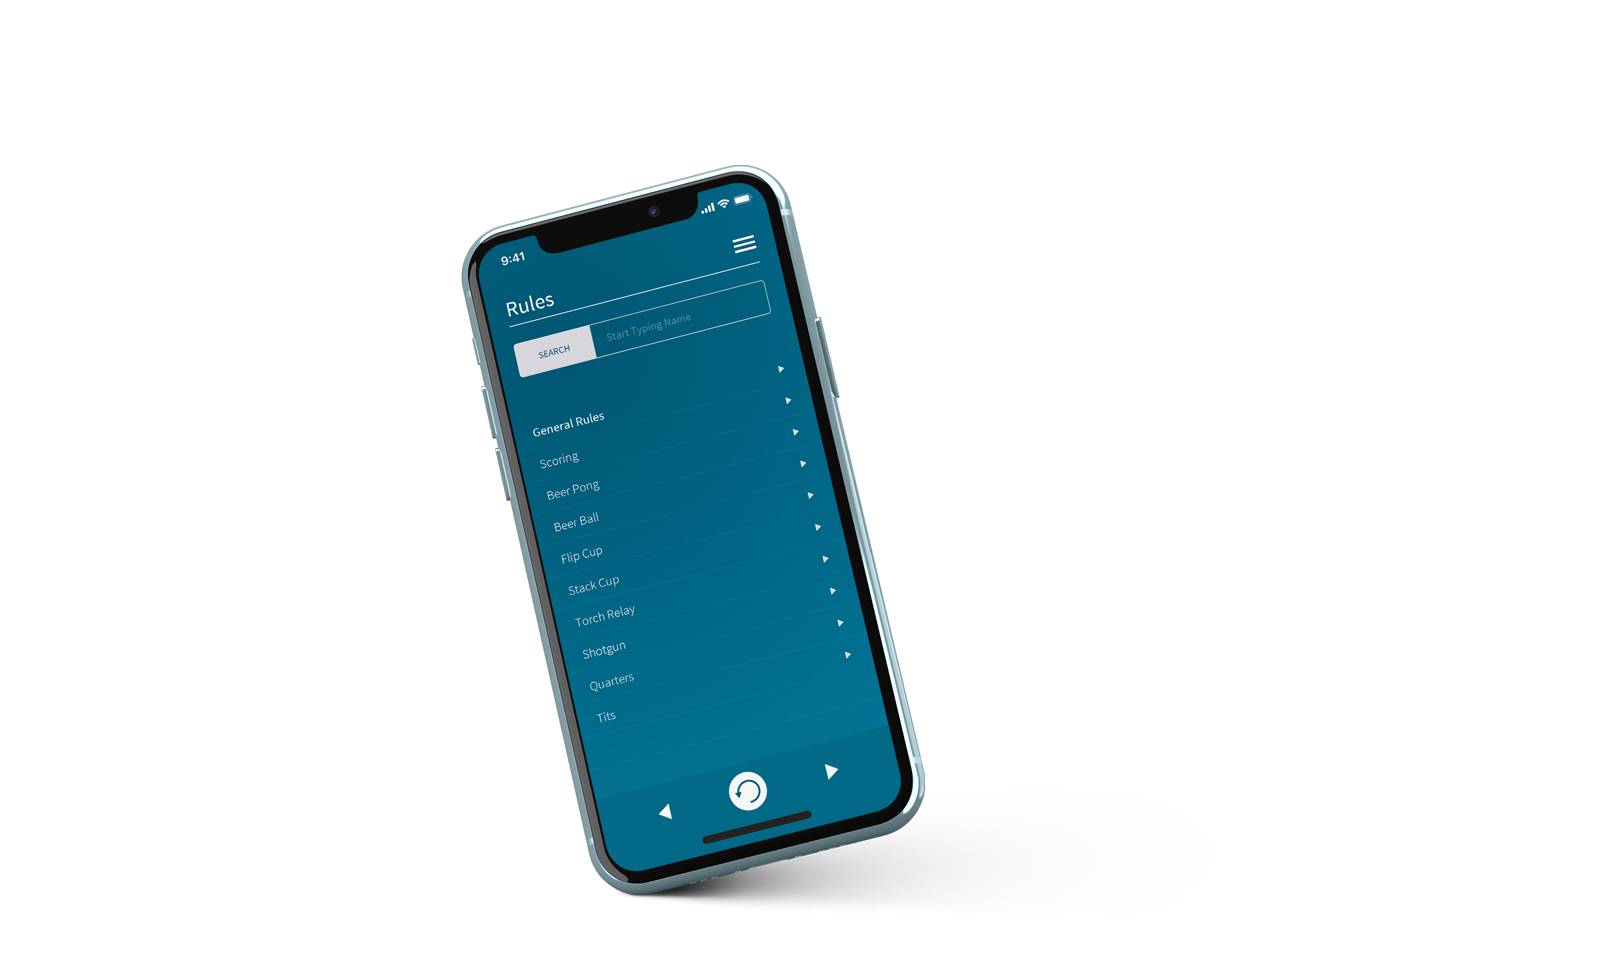 9:41
Rules
SEARCH
Start Typing Name
General Rules
Scoring
Beer Pong
Beer Ball
Flip Cup
Stack Cup
Torch Relay
Shotgun
Quarters
Tits